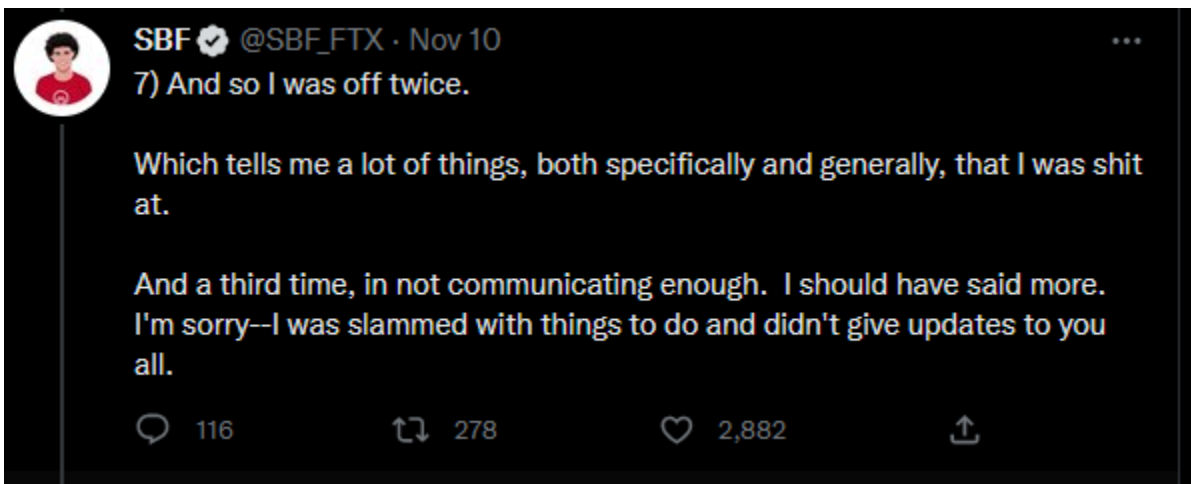 SBF @SBF_FTX · Nov 10
7) And so I was off twice.
Which tells me a lot of things, both specifically and generally, that I was shit
at.
And a third time, in not communicating enough.  I should have said more.
I'm sorry--I was slammed with things to do and didn't give updates to you
all.
116 278 2,882